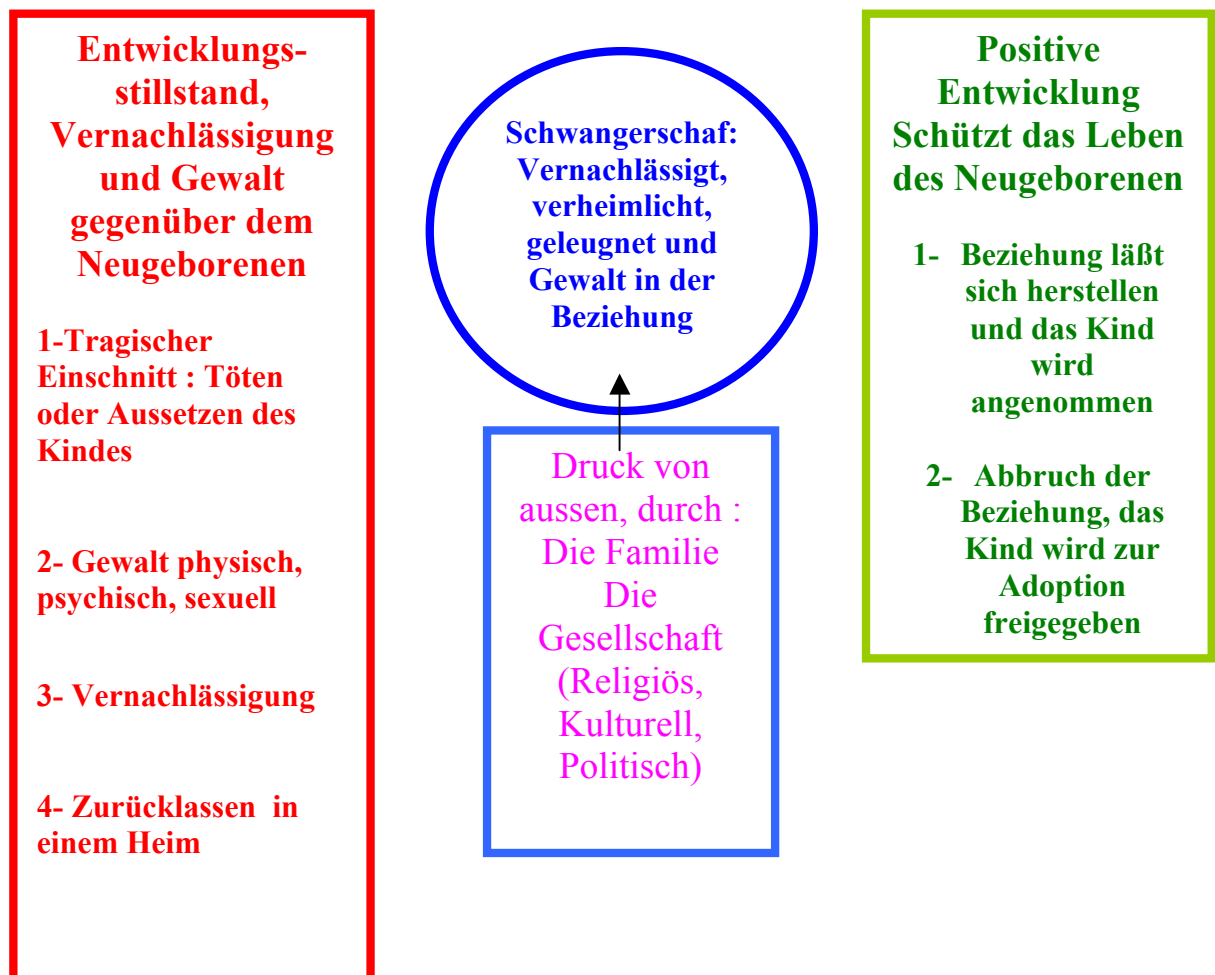 Entwicklungs-
stillstand,
Vernachlässigung
und Gewalt
gegenüber dem
Neugeborenen
1-Tragischer
Einschnitt : Töten
oder Aussetzen des
Kindes
2- Gewalt physisch,
psychisch, sexuell
3- Vernachlässigung
4- Zurücklassen in
einem Heim
Schwangerschaf:
Vernachlässigt,
verheimlicht,
geleugnet und
Gewalt in der
Beziehung
Druck von
aussen, durch :
Die Familie
Die
Gesellschaft
(Religiös,
Kulturell,
Politisch)
Positive
Entwicklung
Schützt das Leben
des Neugeborenen
1- Beziehung läßt
sich herstellen
und das Kind
wird
angenommen
2- Abbruch der
Beziehung, das
Kind wird zur
Adoption
freigegeben